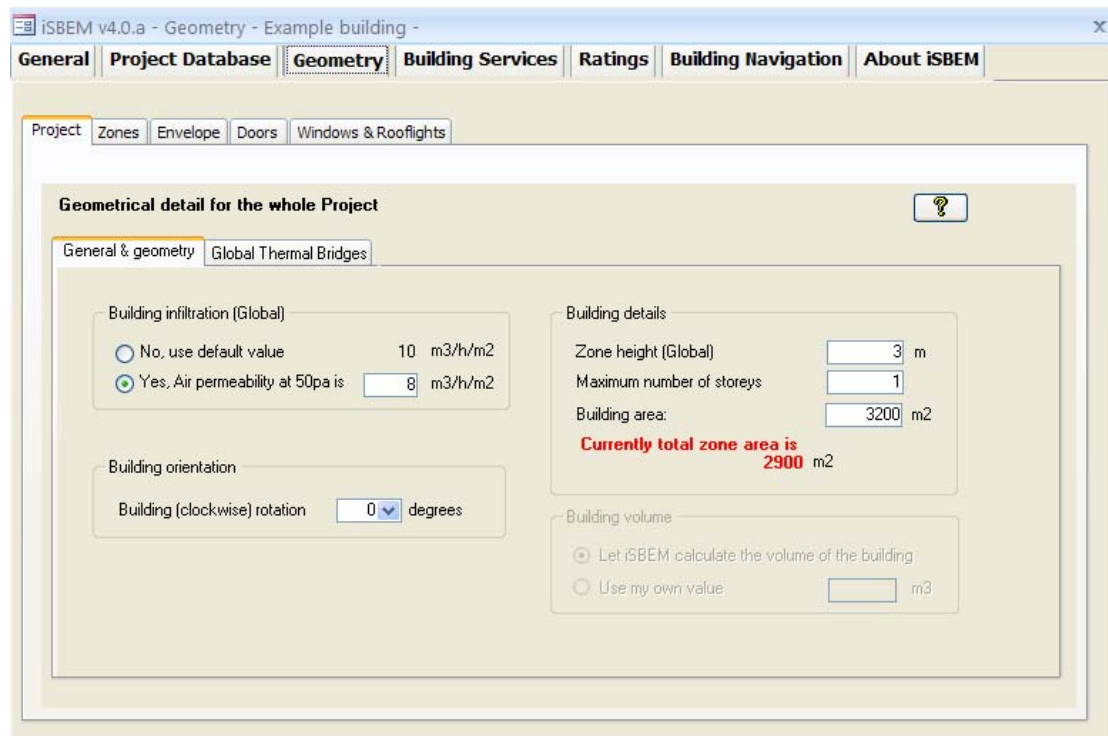 iSBEM v4.0.a - Geometry - Example building -
General Project Database Geometry Building Services Ratings Building Navigation About iSBEM
Project Zones Envelope Doors Windows & Rooflights
Geometrical detail for the whole Project
?
General & geometry Global Thermal Bridges
Building infiltration (Global)
No, use default value 10 m3/h/m2
Yes, Air permeability at 50pa is 8 m3/h/m2
Building orientation
Building (clockwise) rotation 0 degrees
Building details
Zone height (Global) 3 m
Maximum number of storeys 1
Building area: 3200 m2
Currently total zone area is
2900 m2
Building volume
Let iSBEM calculate the volume of the building
Use my own value m3